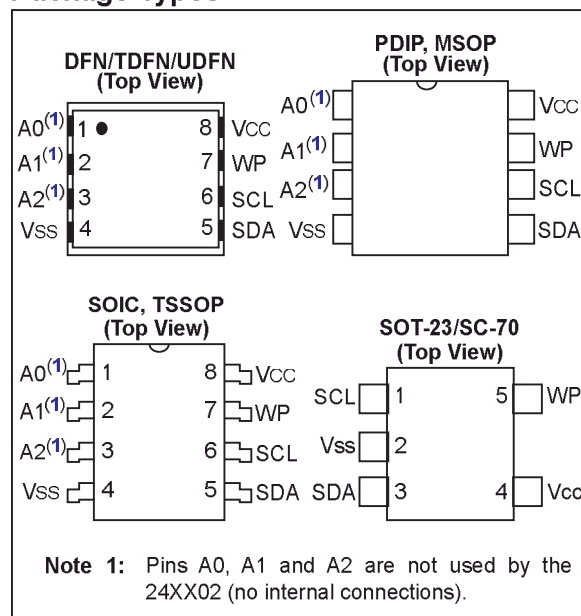 DFN/TDFN/UDFN
(Top View)
A0(1) 1 8 VCC
A1(1) 2 7 WP
A2(1) 3 6 SCL
VSS 4 5 SDA
PDIP, MSOP
(Top View)
A0(1) VCC
A1(1) WP
A2(1) SCL
VSS SDA
SOIC, TSSOP
(Top View)
A0(1) 1 8 VCC
A1(1) 2 7 WP
A2(1) 3 6 SCL
VSS 4 5 SDA
SOT-23/SC-70
(Top View)
SCL 1 5 WP
Vss 2
SDA 3 4 Vcc
Note 1: Pins A0, A1 and A2 are not used by the
24XX02 (no internal connections).